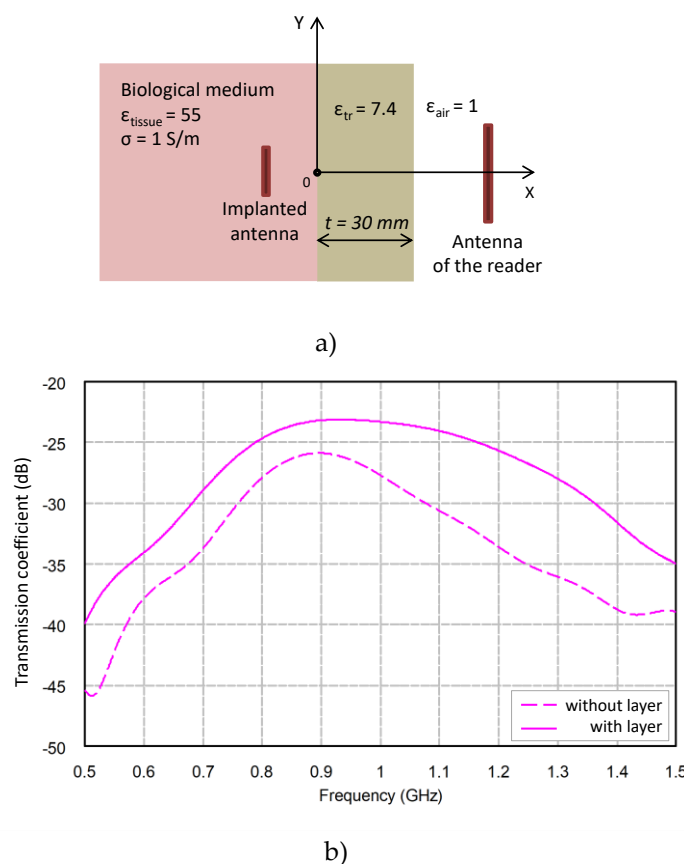 Y
Biological medium
εtissue = 55
σ = 1 S/m
εtr = 7.4
εair = 1
0
X
Implanted
antenna
t = 30 mm
Antenna
of the reader
a)
-20
-25
-30
-35
-40
-45
-50
Transmission coefficient (dB)
without layer
with layer
0.5 0.6 0.7 0.8 0.9 1 1.1 1.2 1.3 1.4 1.5
Frequency (GHz)
b)